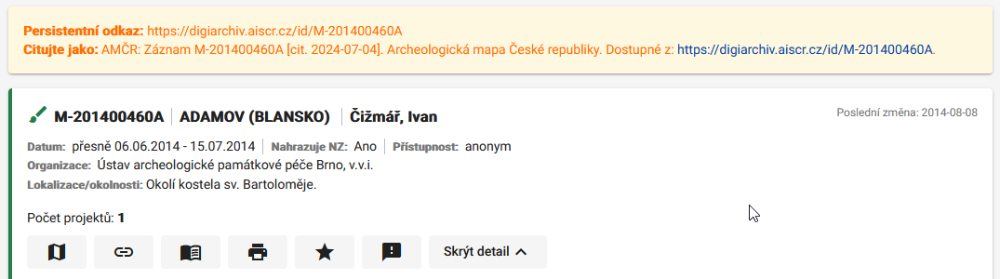 Persistentní odkaz: https://digiarchiv.aiscr.cz/id/M-201400460A
Citujte jako: AMČR: Záznam M-201400460A [cit. 2024-07-04]. Archeologická mapa České republiky. Dostupné z: https://digiarchiv.aiscr.cz/id/M-201400460A.
M-201400460A ADAMOV (BLANSKO) Čižmář, Ivan Poslední změna: 2014-08-08
Datum: přesně 06.06.2014 - 15.07.2014 Nahrazuje NZ: Ano Přístupnost: anonym
Organizace: Ústav archeologické památkové péče Brno, v.v.i.
Lokalizace/okolnosti: Okolí kostela sv. Bartoloměje.
Počet projektů: 1
Skrýt detail